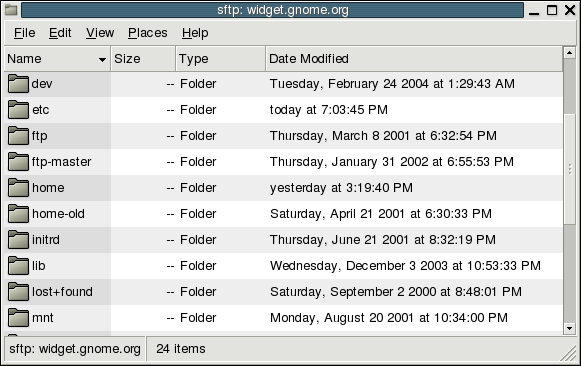 sftp: widget.gnome.org
File Edit View Places Help
Name Size Type Date Modified
dev -- Folder Tuesday, February 24 2004 at 1:29:43 AM
etc -- Folder today at 7:03:45 PM
ftp -- Folder Thursday, March 8 2001 at 6:32:54 PM
ftp-master -- Folder Thursday, January 31 2002 at 6:55:53 PM
home -- Folder yesterday at 3:19:40 PM
home-old -- Folder Saturday, April 21 2001 at 6:30:33 PM
initrd -- Folder Thursday, June 21 2001 at 8:32:19 PM
lib -- Folder Wednesday, December 3 2003 at 10:53:33 PM
lost+found -- Folder Saturday, September 2 2000 at 8:48:01 PM
mnt -- Folder Monday, August 20 2001 at 10:34:00 PM
sftp: widget.gnome.org 24 items